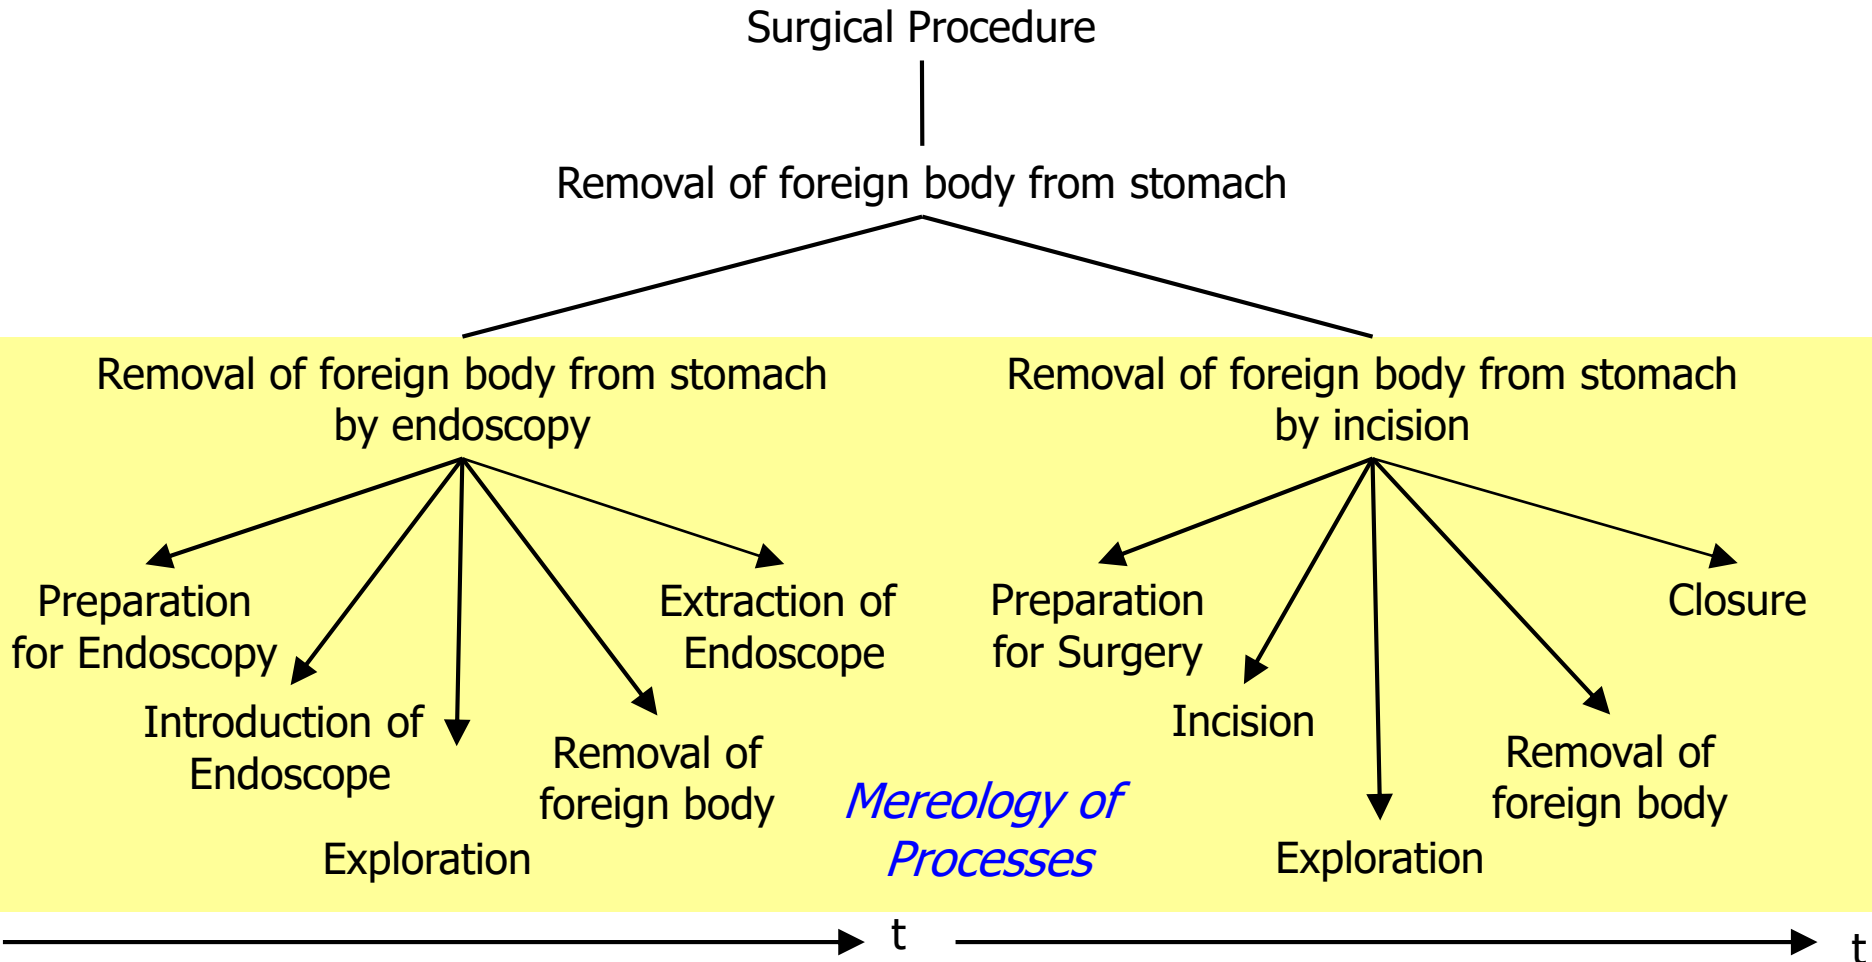 Surgical Procedure
Removal of foreign body from stomach
Removal of foreign body from stomach
by endoscopy
Removal of foreign body from stomach
by incision
Preparation
for Endoscopy
Introduction of
Endoscope
Exploration
Removal of
foreign body
Extraction of
Endoscope
Mereology of
Processes
Preparation
for Surgery
Incision
Exploration
Removal of
foreign body
Closure
t
t